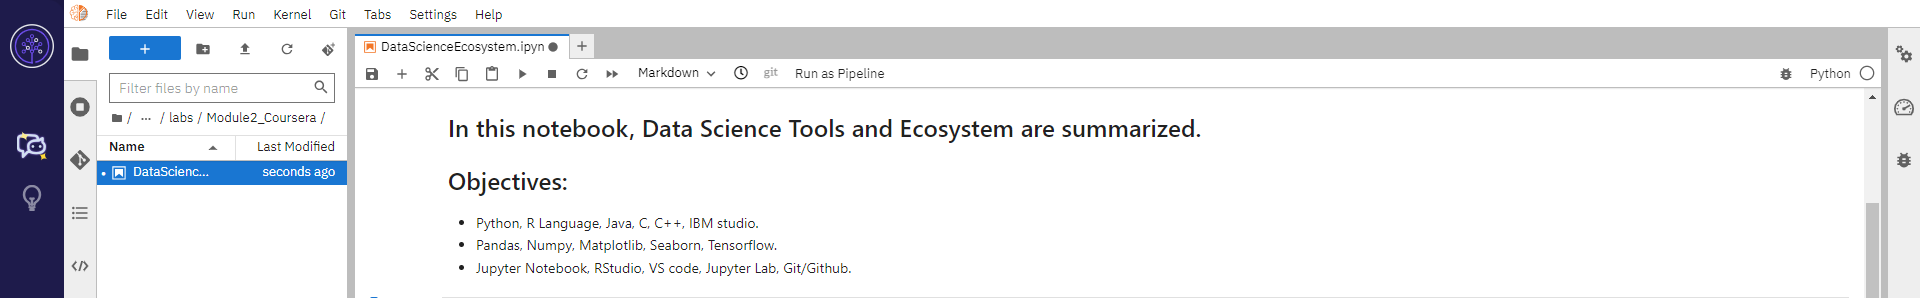 File Edit View Run Kernel Git Tabs Settings Help
+
Filter files by name
/ ... / labs / Module2_Coursera /
Name Last Modified
DataScienc... seconds ago
DataScienceEcosystem.ipyn
+
Markdown git Run as Pipeline Python
In this notebook, Data Science Tools and Ecosystem are summarized.
Objectives:
• Python, R Language, Java, C, C++, IBM studio.
• Pandas, Numpy, Matplotlib, Seaborn, Tensorflow.
• Jupyter Notebook, RStudio, VS code, Jupyter Lab, Git/Github.